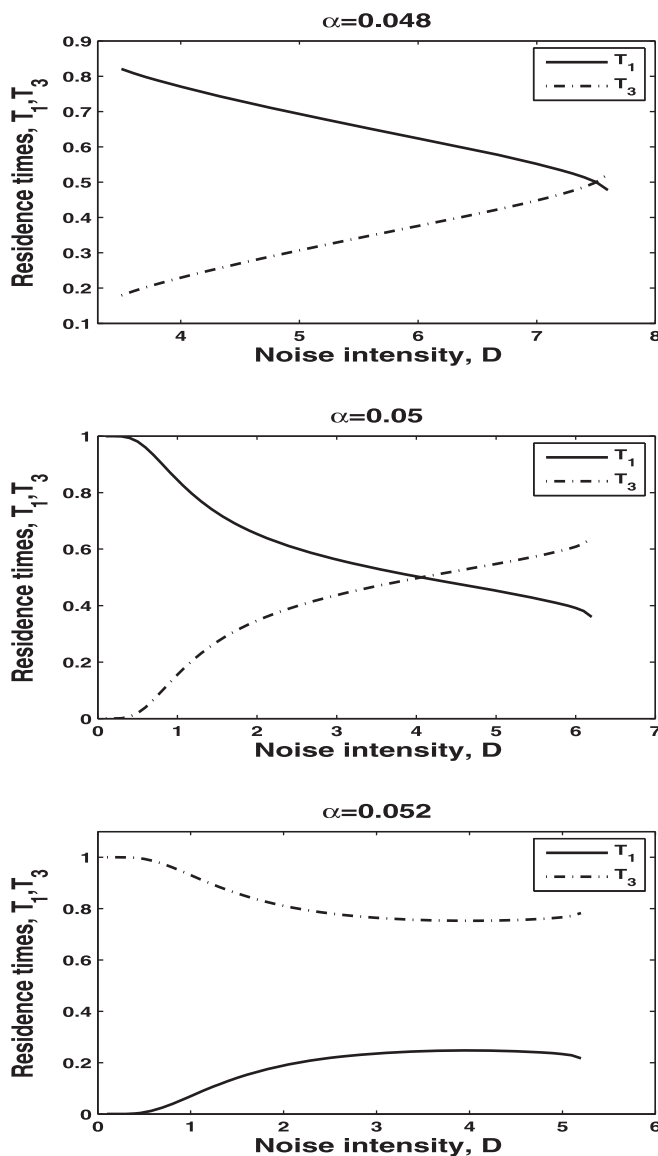 α=0.048
Residence times, T1,T3
0.9
0.8
0.7
0.6
0.5
0.4
0.3
0.2
0.1
T1
T3
4 5 6 7 8
Noise intensity, D
α=0.05
Residence times, T1,T3
1
0.8
0.6
0.4
0.2
0
T1
T3
0 1 2 3 4 5 6 7
Noise intensity, D
α=0.052
Residence times, T1,T3
1
0.8
0.6
0.4
0.2
0
T1
T3
0 1 2 3 4 5 6
Noise intensity, D